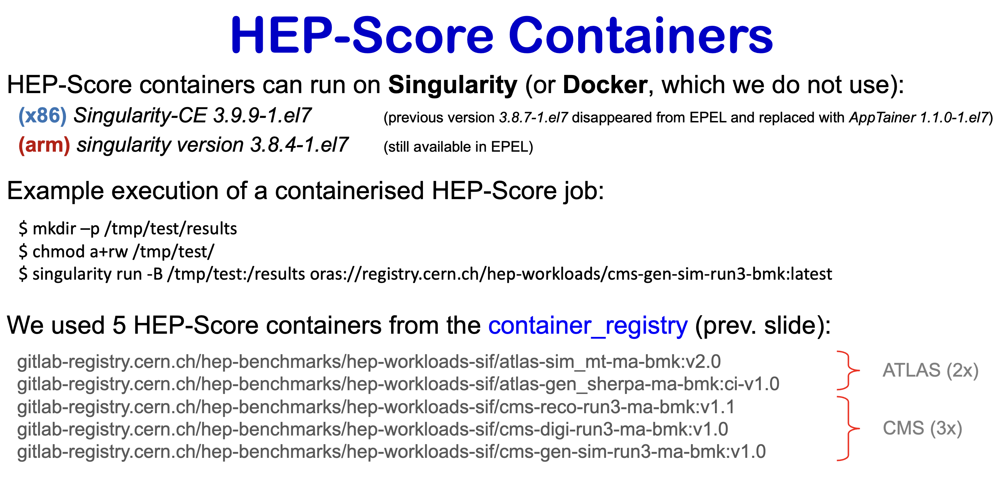 HEP-Score Containers
HEP-Score containers can run on Singularity (or Docker, which we do not use):
(x86) Singularity-CE 3.9.9-1.el7 (previous version 3.8.7-1.el7 disappeared from EPEL and replaced with AppTainer 1.1.0-1.el7)
(arm) singularity version 3.8.4-1.el7 (still available in EPEL)
Example execution of a containerised HEP-Score job:
$ mkdir –p /tmp/test/results
$ chmod a+rw /tmp/test/
$ singularity run -B /tmp/test:/results oras://registry.cern.ch/hep-workloads/cms-gen-sim-run3-bmk:latest
We used 5 HEP-Score containers from the container_registry (prev. slide):
gitlab-registry.cern.ch/hep-benchmarks/hep-workloads-sif/atlas-sim_mt-ma-bmk:v2.0
gitlab-registry.cern.ch/hep-benchmarks/hep-workloads-sif/atlas-gen_sherpa-ma-bmk:ci-v1.0
ATLAS (2x)
gitlab-registry.cern.ch/hep-benchmarks/hep-workloads-sif/cms-reco-run3-ma-bmk:v1.1
gitlab-registry.cern.ch/hep-benchmarks/hep-workloads-sif/cms-digi-run3-ma-bmk:v1.0
gitlab-registry.cern.ch/hep-benchmarks/hep-workloads-sif/cms-gen-sim-run3-ma-bmk:v1.0
CMS (3x)